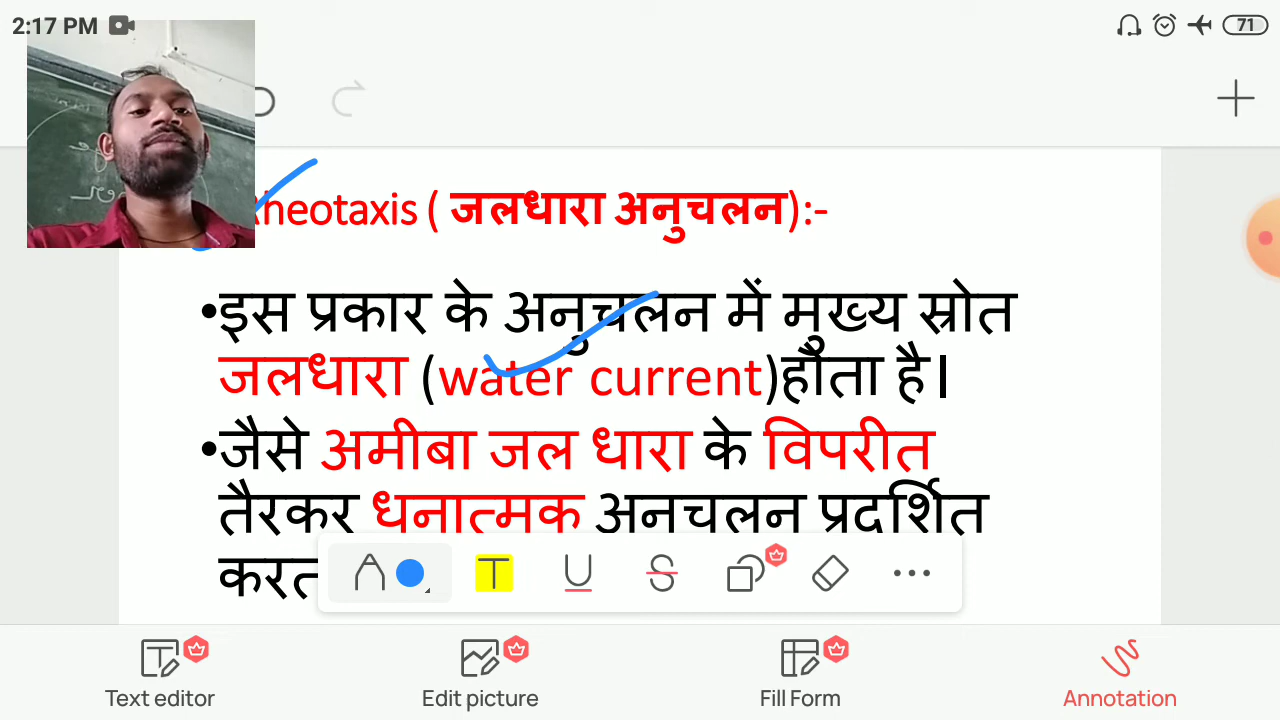 2:17 PM
71
Rheotaxis ( जलधारा अनुचलन):-
•इस प्रकार के अनुचलन में मुख्य स्रोत
जलधारा (water current)होता है।
•जैसे अमीबा जल धारा के विपरीत
तैरकर धनात्मक अनुचलन प्रदर्शित
T
U
S
Text editor
Edit picture
Fill Form
Annotation